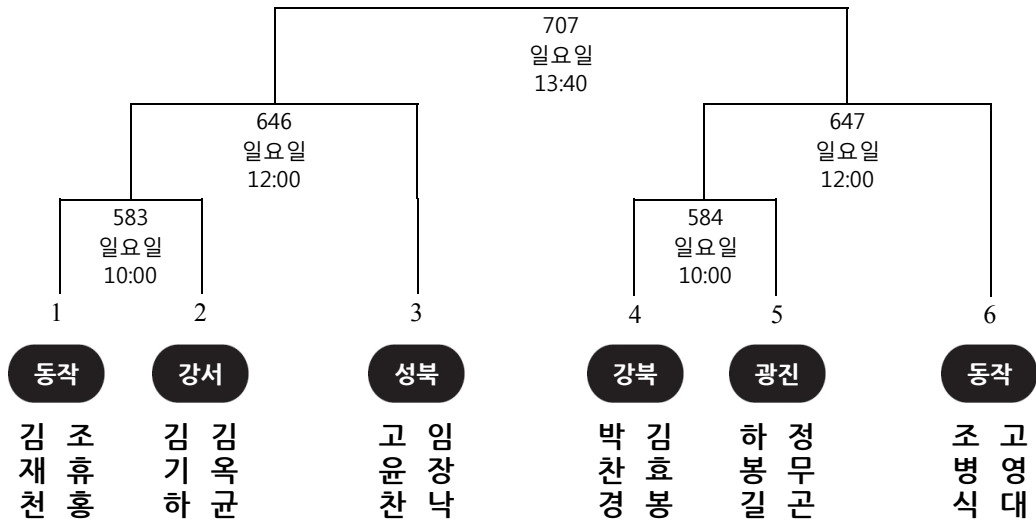 707
일요일
13:40
646
일요일
12:00
647
일요일
12:00
583
일요일
10:00
584
일요일
10:00
1 2 3 4 5 6
동작 강서 성북 강북 광진 동작
김재천 조휴홍
김기하 김옥균
고윤찬 임장낙
박찬경 김효봉
하봉길 정무곤
조병식 고영대